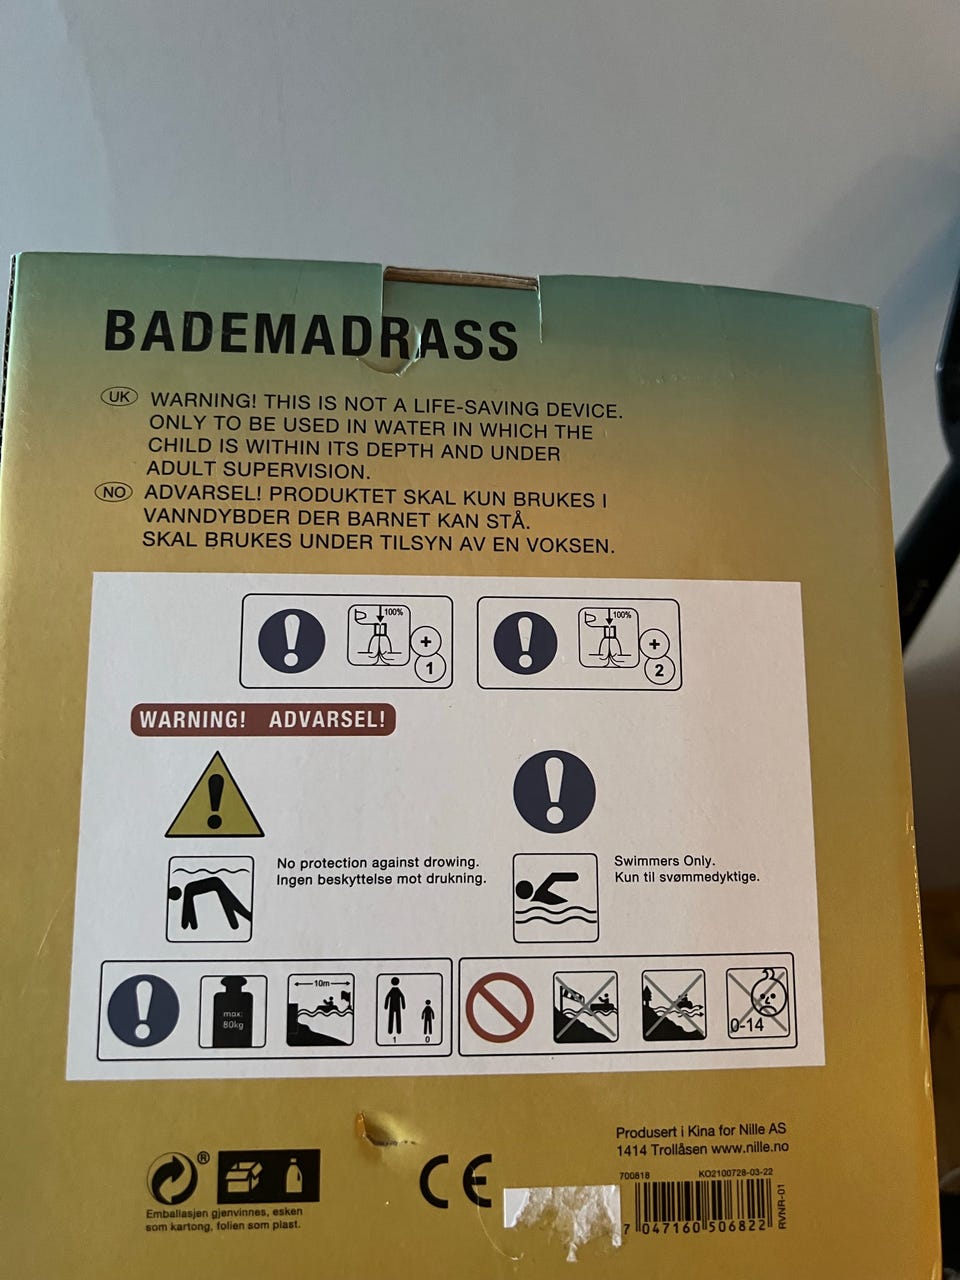 BADEMADRASS
UK WARNING! THIS IS NOT A LIFE-SAVING DEVICE.
ONLY TO BE USED IN WATER IN WHICH THE
CHILD IS WITHIN ITS DEPTH AND UNDER
ADULT SUPERVISION.
NO ADVARSEL! PRODUKTET SKAL KUN BRUKES I
VANNDYBDER DER BARNET KAN STÅ.
SKAL BRUKES UNDER TILSYN AV EN VOKSEN.
! 100% + 1
! 100% + 2
WARNING! ADVARSEL!
!
!
No protection against drowing.
Ingen beskyttelse mot drukning.
Swimmers Only.
Kun til svømmedyktige.
!
max:
80kg
10m
1 0
0-14
Produsert i Kina for Nille AS
1414 Trollåsen www.nille.no
700818 KO2100728-03-22
®
Emballasjen gjenvinnes, esken
som kartong, folien som plast.
CE
7 047160 506822
RVNR-01